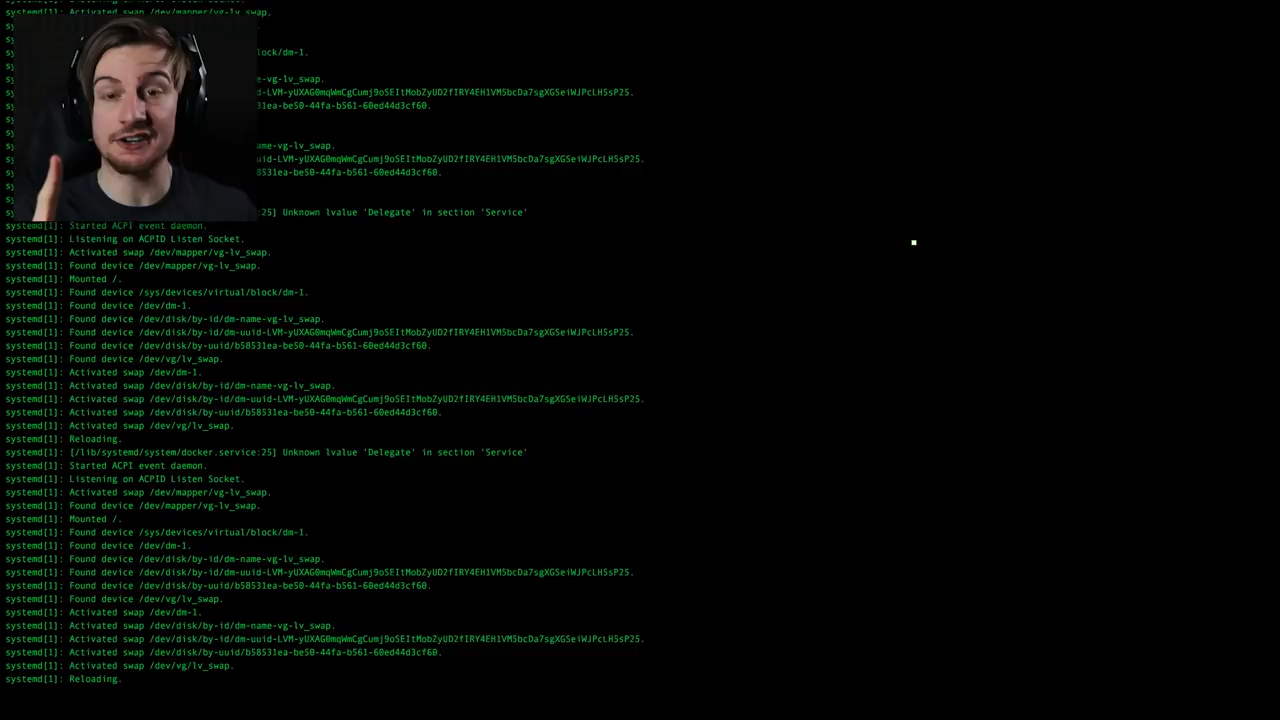 systemd[1]: Activated swap /dev/mapper/vg-lv_swap.
sy
sy
sy lock/dm-1.
sy
sy -vg-lv_swap.
sy d-LVM-yUXAG0mqWmCgCumj9oSEItMobZyUD2fIRY4EH1VM5bcDa7sgXGSeiWJPcLH5sP25.
sy 8531ea-be50-44fa-b561-60ed44d3cf60.
sy
sy
sy ame-vg-lv_swap.
sy uid-LVM-yUXAG0mqWmCgCumj9oSEItMobZyUD2fIRY4EH1VM5bcDa7sgXGSeiWJPcLH5sP25.
sy 58531ea-be50-44fa-b561-60ed44d3cf60.
sy
sy
sy :25] Unknown lvalue 'Delegate' in section 'Service'
systemd[1]: Started ACPI event daemon.
systemd[1]: Listening on ACPID Listen Socket.
systemd[1]: Activated swap /dev/mapper/vg-lv_swap.
systemd[1]: Found device /dev/mapper/vg-lv_swap.
systemd[1]: Mounted /.
systemd[1]: Found device /sys/devices/virtual/block/dm-1.
systemd[1]: Found device /dev/dm-1.
systemd[1]: Found device /dev/disk/by-id/dm-name-vg-lv_swap.
systemd[1]: Found device /dev/disk/by-id/dm-uuid-LVM-yUXAG0mqWmCgCumj9oSEItMobZyUD2fIRY4EH1VM5bcDa7sgXGSeiWJPcLH5sP25.
systemd[1]: Found device /dev/disk/by-uuid/b58531ea-be50-44fa-b561-60ed44d3cf60.
systemd[1]: Found device /dev/vg/lv_swap.
systemd[1]: Activated swap /dev/dm-1.
systemd[1]: Activated swap /dev/disk/by-id/dm-name-vg-lv_swap.
systemd[1]: Activated swap /dev/disk/by-id/dm-uuid-LVM-yUXAG0mqWmCgCumj9oSEItMobZyUD2fIRY4EH1VM5bcDa7sgXGSeiWJPcLH5sP25.
systemd[1]: Activated swap /dev/disk/by-uuid/b58531ea-be50-44fa-b561-60ed44d3cf60.
systemd[1]: Activated swap /dev/vg/lv_swap.
systemd[1]: Reloading.
systemd[1]: [/lib/systemd/system/docker.service:25] Unknown lvalue 'Delegate' in section 'Service'
systemd[1]: Started ACPI event daemon.
systemd[1]: Listening on ACPID Listen Socket.
systemd[1]: Activated swap /dev/mapper/vg-lv_swap.
systemd[1]: Found device /dev/mapper/vg-lv_swap.
systemd[1]: Mounted /.
systemd[1]: Found device /sys/devices/virtual/block/dm-1.
systemd[1]: Found device /dev/dm-1.
systemd[1]: Found device /dev/disk/by-id/dm-name-vg-lv_swap.
systemd[1]: Found device /dev/disk/by-id/dm-uuid-LVM-yUXAG0mqWmCgCumj9oSEItMobZyUD2fIRY4EH1VM5bcDa7sgXGSeiWJPcLH5sP25.
systemd[1]: Found device /dev/disk/by-uuid/b58531ea-be50-44fa-b561-60ed44d3cf60.
systemd[1]: Found device /dev/vg/lv_swap.
systemd[1]: Activated swap /dev/dm-1.
systemd[1]: Activated swap /dev/disk/by-id/dm-name-vg-lv_swap.
systemd[1]: Activated swap /dev/disk/by-id/dm-uuid-LVM-yUXAG0mqWmCgCumj9oSEItMobZyUD2fIRY4EH1VM5bcDa7sgXGSeiWJPcLH5sP25.
systemd[1]: Activated swap /dev/disk/by-uuid/b58531ea-be50-44fa-b561-60ed44d3cf60.
systemd[1]: Activated swap /dev/vg/lv_swap.
systemd[1]: Reloading.